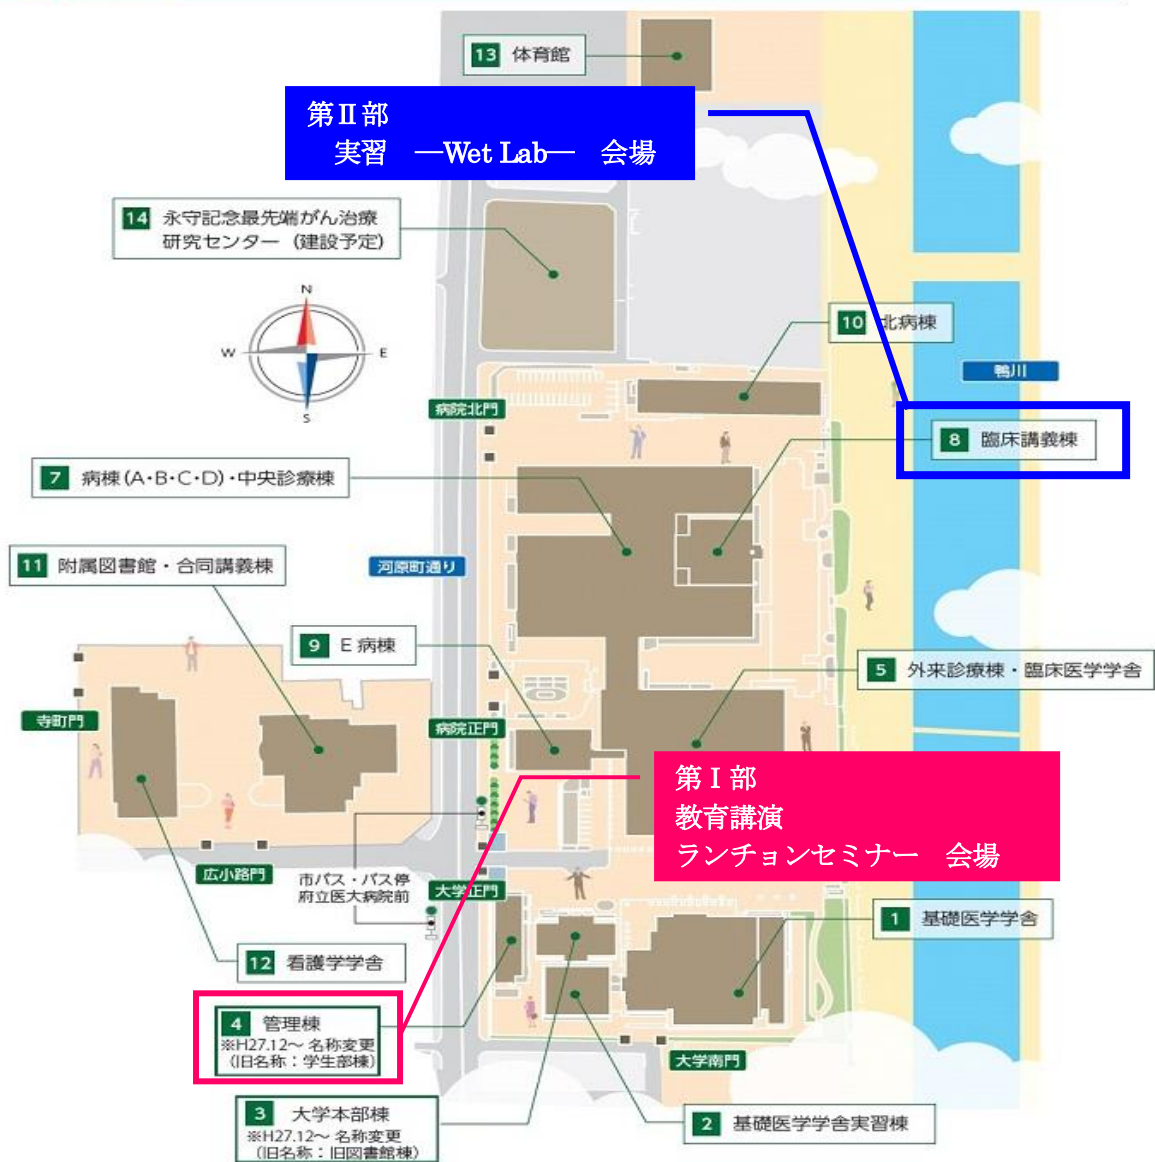 13 体育館
第Ⅱ部
実習 ―Wet Lab― 会場
14 永守記念最先端がん治療
研究センター (建設予定)
N
W
E
S
10 北病棟
鴨川
病院北門
8 臨床講義棟
7 病棟(A・B・C・D)・中央診療棟
11 附属図書館・合同講義棟
河原町通り
9 E 病棟
5 外来診療棟・臨床医学学舎
寺町門
病院正門
第Ⅰ部
教育講演
ランチョンセミナー 会場
広小路門
市バス・バス停
府立医大病院前
大学正門
1 基礎医学学舎
12 看護学学舎
4 管理棟
※H27.12～ 名称変更
(旧名称：学生部棟)
大学南門
3 大学本部棟
※H27.12～ 名称変更
(旧名称：旧図書館棟)
2 基礎医学学舎実習棟